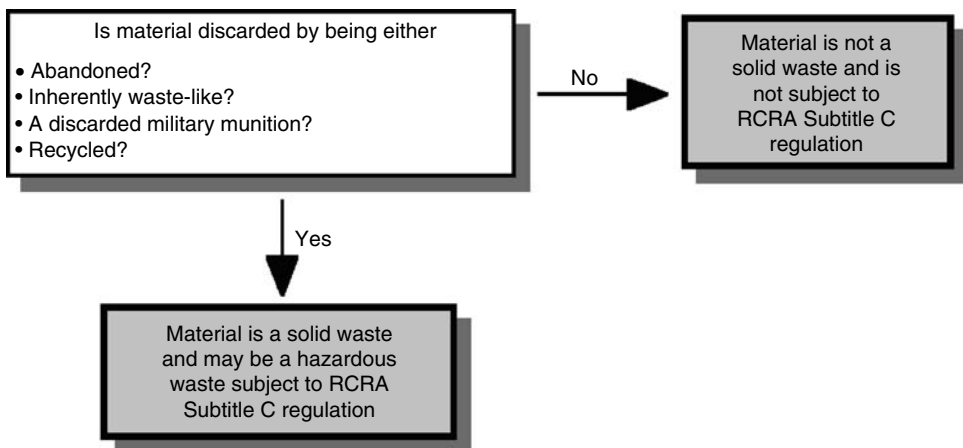 Is material discarded by being either
• Abandoned?
• Inherently waste-like?
• A discarded military munition?
• Recycled?
No
Material is not a
solid waste and is
not subject to
RCRA Subtitle C
regulation
Yes
Material is a solid waste
and may be a hazardous
waste subject to RCRA
Subtitle C regulation